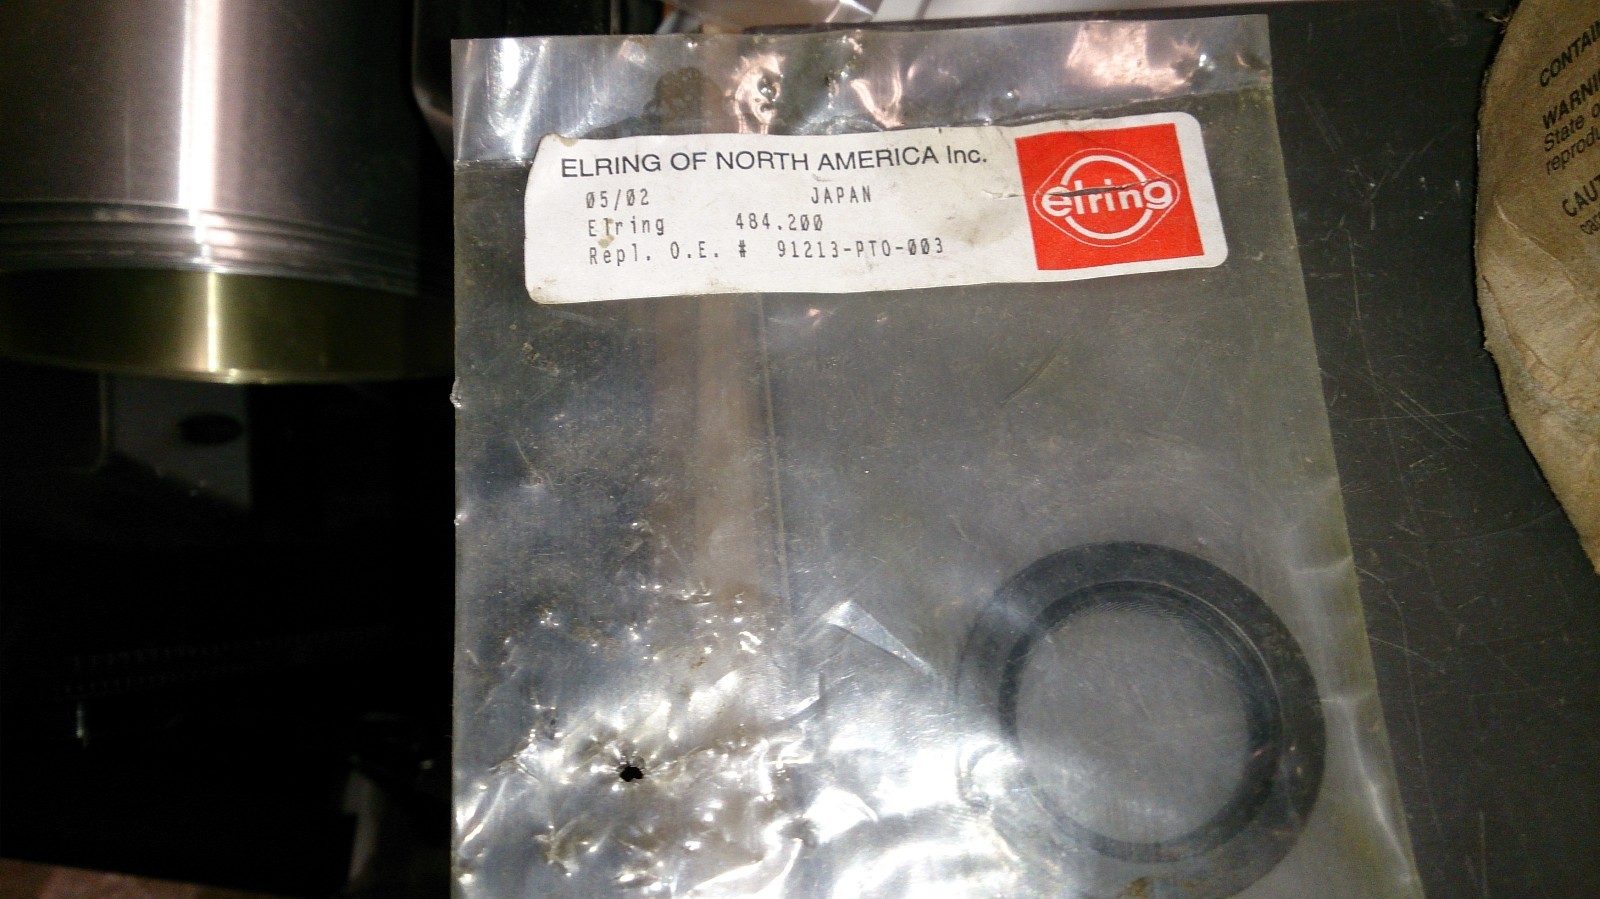 ELRING OF NORTH AMERICA Inc.
05/02 JAPAN
Elring 484.200
Repl. O.E. # 91213-PTO-003
elring
CONTAI
WARNI
State o
reprodu
CAUT